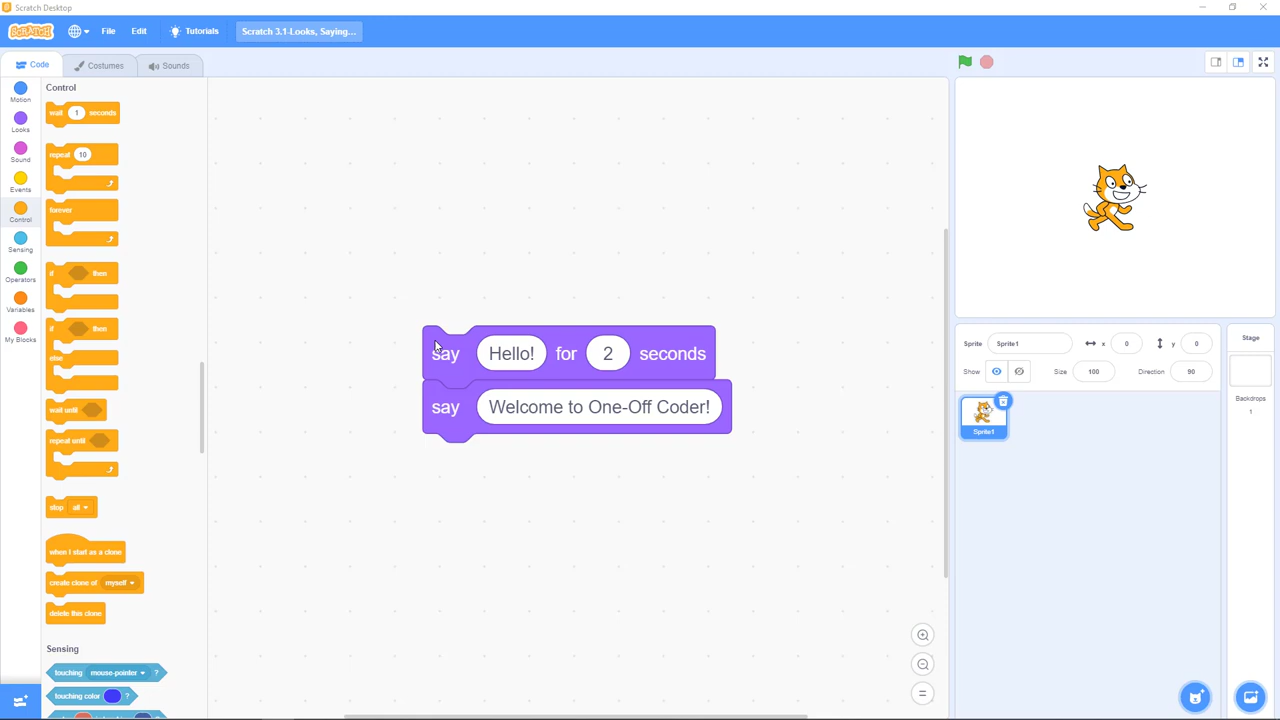 Scratch Desktop
SCRATCH File Edit Tutorials Scratch 3.1-Looks, Saying...
Code Costumes Sounds
Motion
Looks
Sound
Events
Control
Sensing
Operators
Variables
My Blocks
Control
wait 1 seconds
repeat 10
forever
if then
if then
else
wait until
repeat until
stop all
when I start as a clone
create clone of myself
delete this clone
Sensing
touching mouse-pointer ?
touching color ?
say Hello! for 2 seconds
say Welcome to One-Off Coder!
Sprite Sprite1 x 0 y 0
Show Size 100 Direction 90
Sprite1
Stage
Backdrops
1